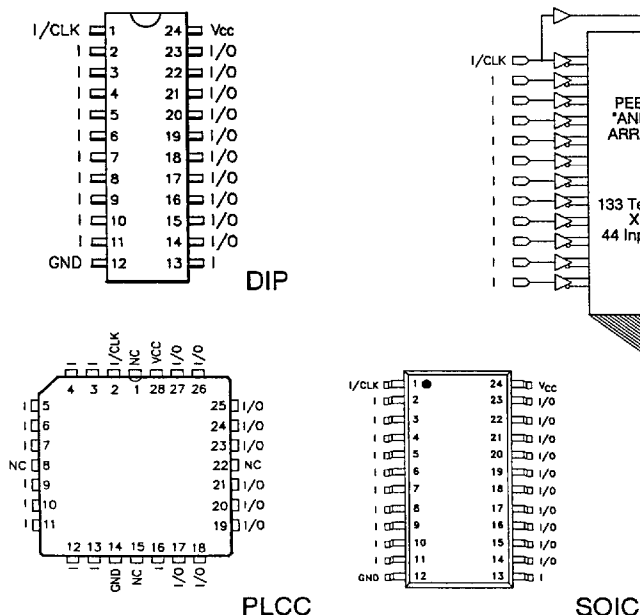 I/CLK 1 24 Vcc
I 2 23 I/O
I 3 22 I/O
I 4 21 I/O
I 5 20 I/O
I 6 19 I/O
I 7 18 I/O
I 8 17 I/O
I 9 16 I/O
I 10 15 I/O
I 11 14 I/O
GND 12 13 I
DIP
I/CLK
I
I
I
I
I
I
I
I
I
I
I
PEE
"AND
ARR
133 Te
X
44 Inp
I I I/CLK NC VCC I/O I/O
4 3 2 1 28 27 26
I 5 25 I/O
I 6 24 I/O
I 7 23 I/O
NC 8 22 NC
I 9 21 I/O
I 10 20 I/O
I 11 19 I/O
12 13 14 15 16 17 18
I I GND NC I I/O I/O
PLCC
I/CLK 1 24 Vcc
I 2 23 I/O
I 3 22 I/O
I 4 21 I/O
I 5 20 I/O
I 6 19 I/O
I 7 18 I/O
I 8 17 I/O
I 9 16 I/O
I 10 15 I/O
I 11 14 I/O
GND 12 13 I
SOIC